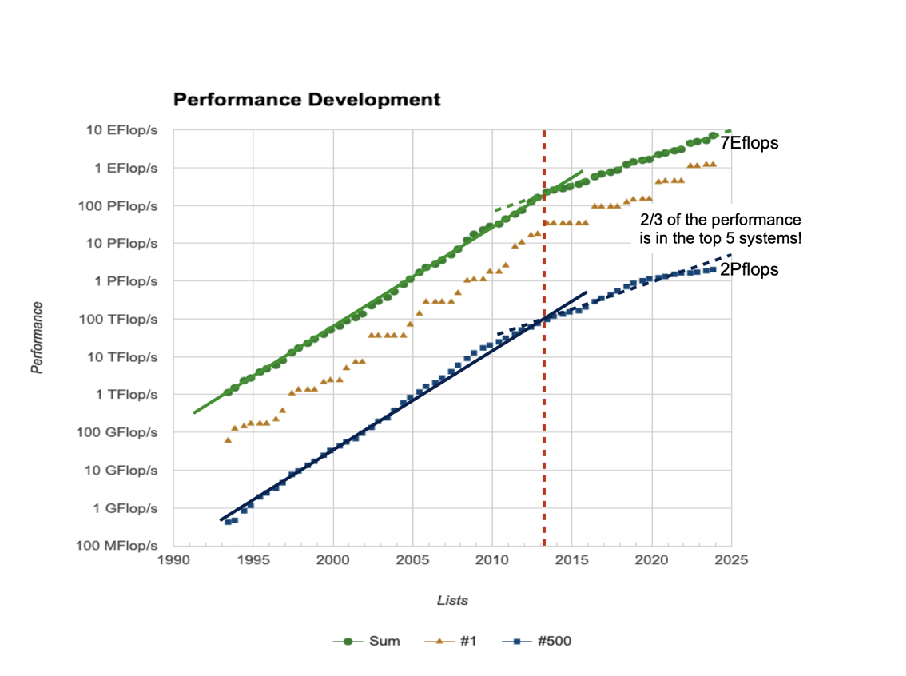 Performance Development
10 EFlop/s
1 EFlop/s
100 PFlop/s
10 PFlop/s
1 PFlop/s
100 TFlop/s
10 TFlop/s
1 TFlop/s
100 GFlop/s
10 GFlop/s
1 GFlop/s
100 MFlop/s
Performance
7Eflops
2/3 of the performance
is in the top 5 systems!
2Pflops
1990 1995 2000 2005 2010 2015 2020 2025
Lists
Sum #1 #500